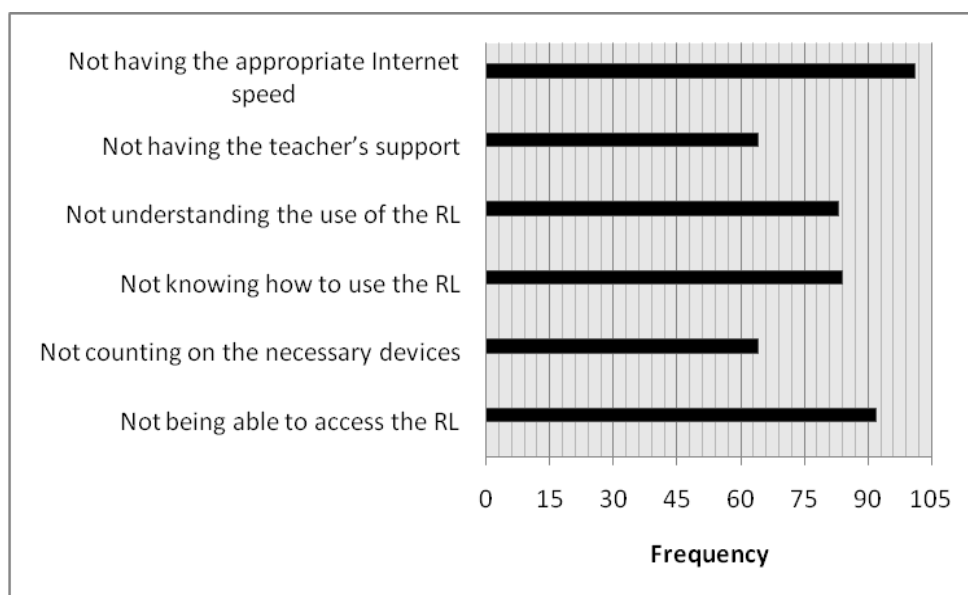 Not having the appropriate Internet
speed
Not having the teacher’s support
Not understanding the use of the RL
Not knowing how to use the RL
Not counting on the necessary devices
Not being able to access the RL
0 15 30 45 60 75 90 105
Frequency